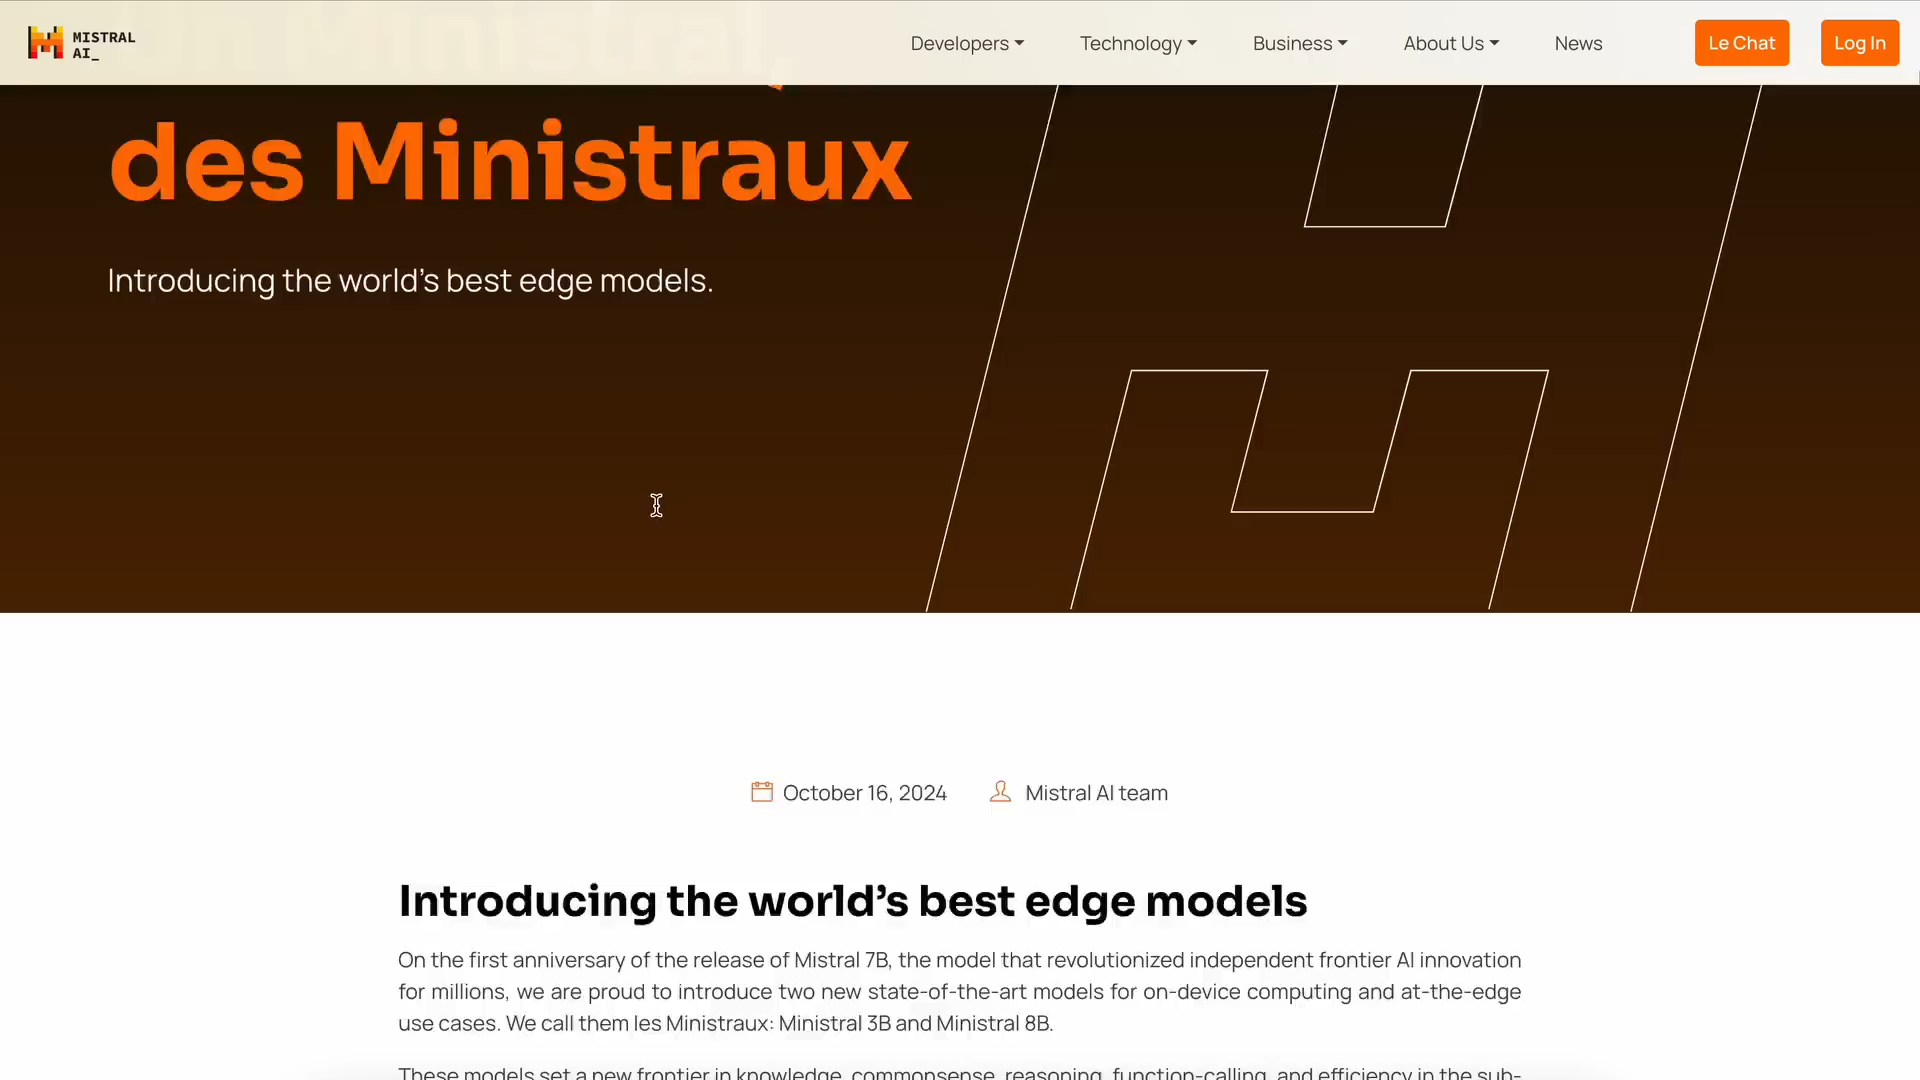 MISTRAL
AI_
Developers
Technology
Business
About Us
News
Le Chat
Log In
des Ministraux
Introducing the world's best edge models.
October 16, 2024
Mistral AI team
Introducing the world's best edge models
On the first anniversary of the release of Mistral 7B, the model that revolutionized independent frontier AI innovation
for millions, we are proud to introduce two new state-of-the-art models for on-device computing and at-the-edge
use cases. We call them les Ministraux: Ministral 3B and Ministral 8B.
These models set a new frontier in knowledge, commonsense, reasoning, function-calling, and efficiency in the sub-